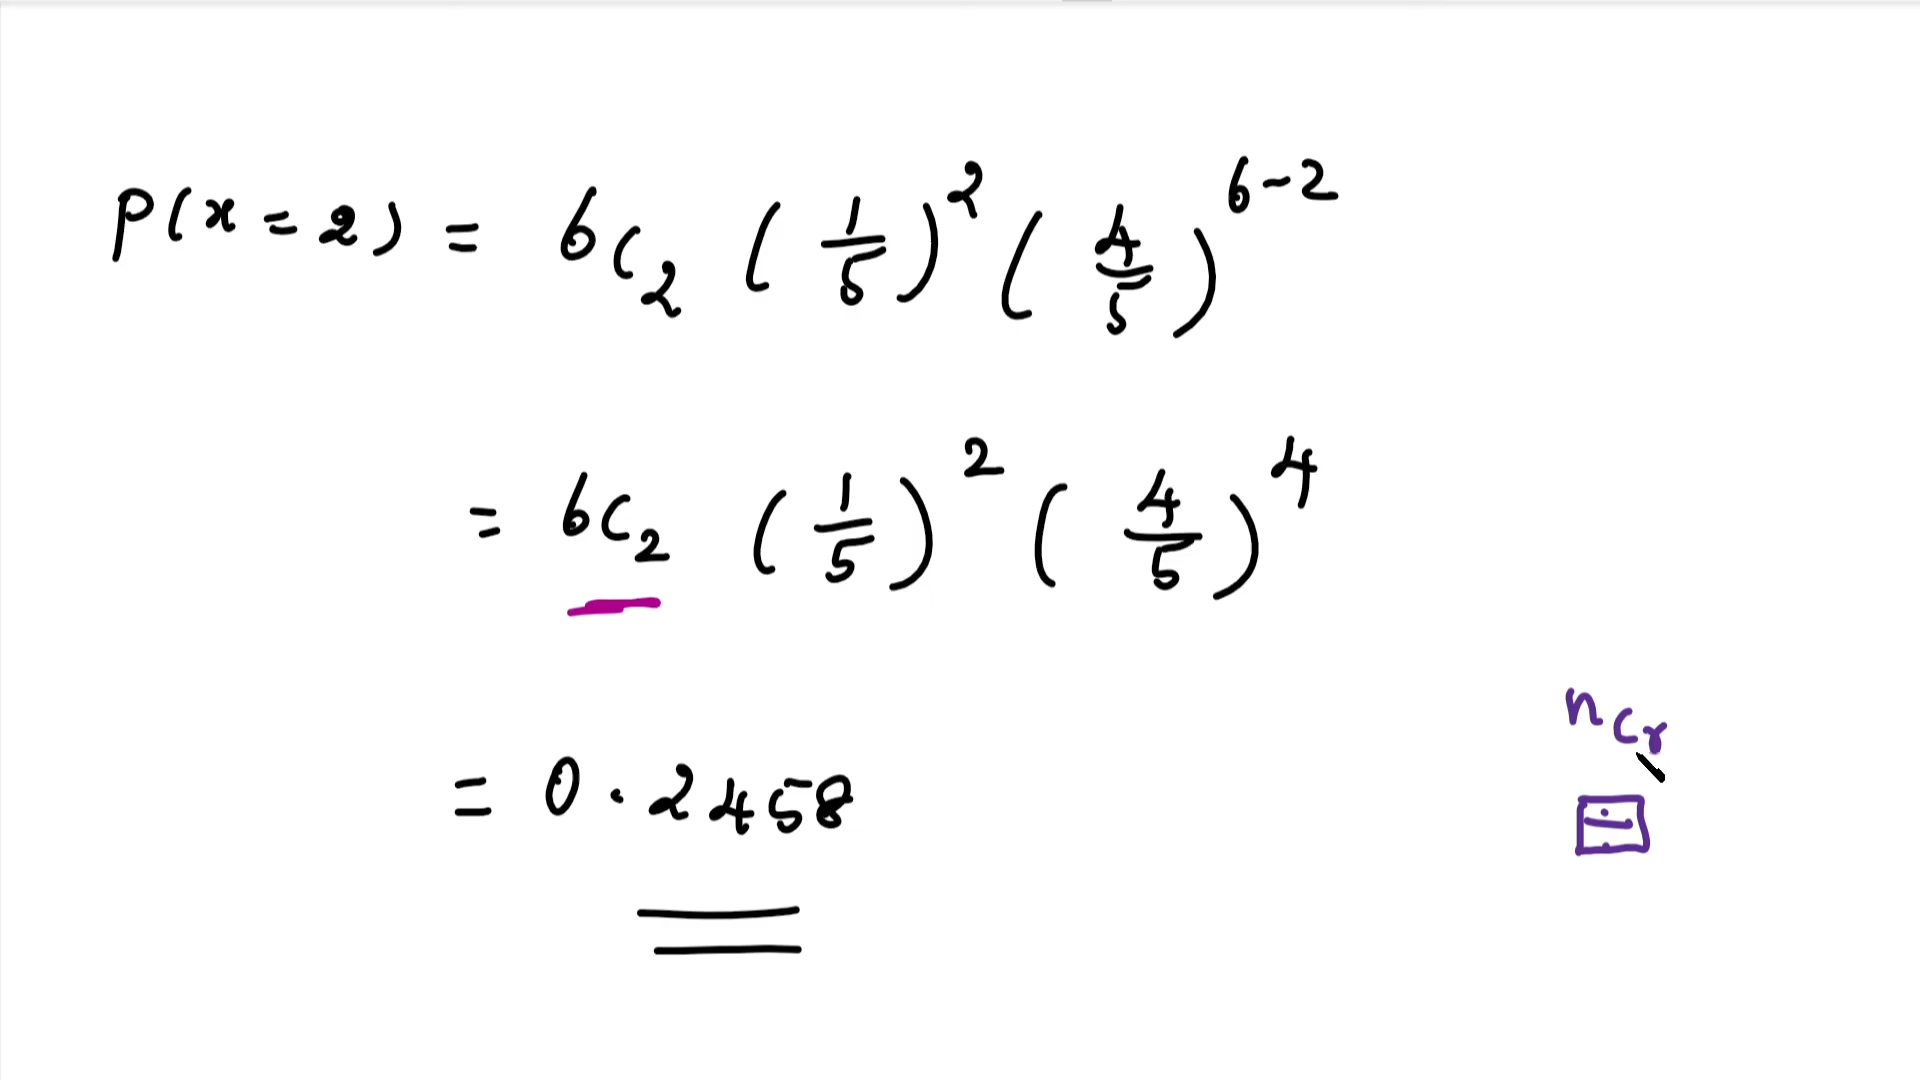 P(x=2) = 6C₂ (1/5)² (4/5)⁶⁻²
= 6C₂ (1/5)² (4/5)⁴
nCr
÷
= 0.2458